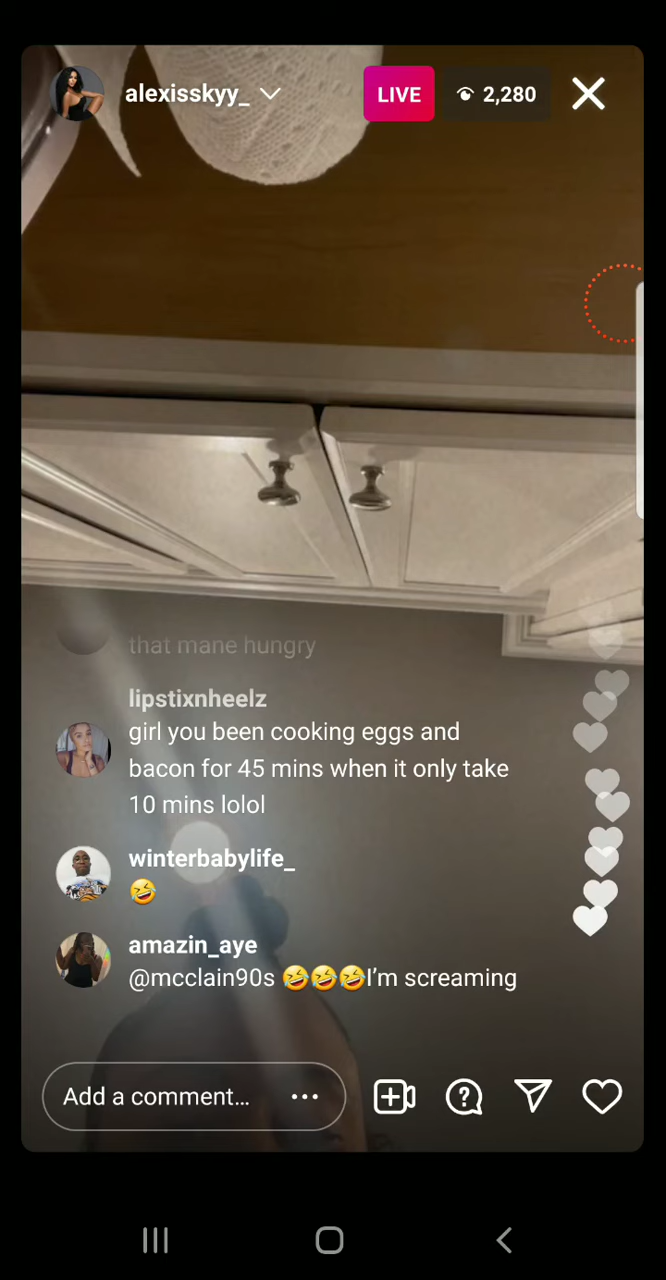 alexisskyy_
LIVE
2,280
that mane hungry
lipstixnheelz
girl you been cooking eggs and
bacon for 45 mins when it only take
10 mins lolol
winterbabylife_
🤣
amazin_aye
@mcclain90s 🤣🤣🤣I'm screaming
Add a comment...